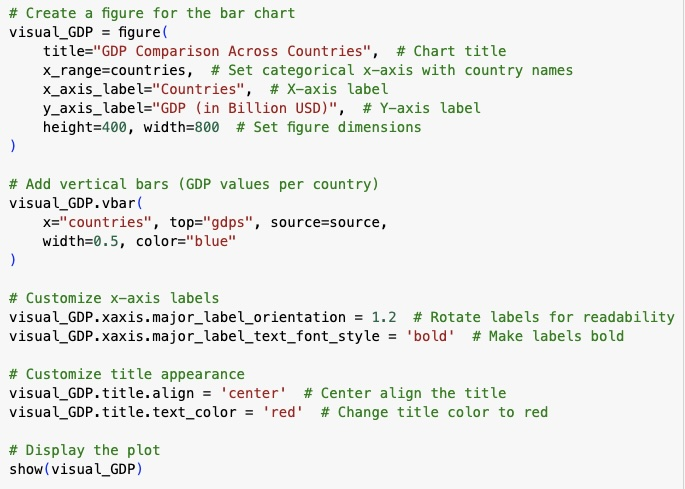 # Create a figure for the bar chart
visual_GDP = figure(
    title="GDP Comparison Across Countries",  # Chart title
    x_range=countries,  # Set categorical x-axis with country names
    x_axis_label="Countries",  # X-axis label
    y_axis_label="GDP (in Billion USD)",  # Y-axis label
    height=400, width=800  # Set figure dimensions
)

# Add vertical bars (GDP values per country)
visual_GDP.vbar(
    x="countries", top="gdps", source=source,
    width=0.5, color="blue"
)

# Customize x-axis labels
visual_GDP.xaxis.major_label_orientation = 1.2  # Rotate labels for readability
visual_GDP.xaxis.major_label_text_font_style = 'bold'  # Make labels bold

# Customize title appearance
visual_GDP.title.align = 'center'  # Center align the title
visual_GDP.title.text_color = 'red'  # Change title color to red

# Display the plot
show(visual_GDP)